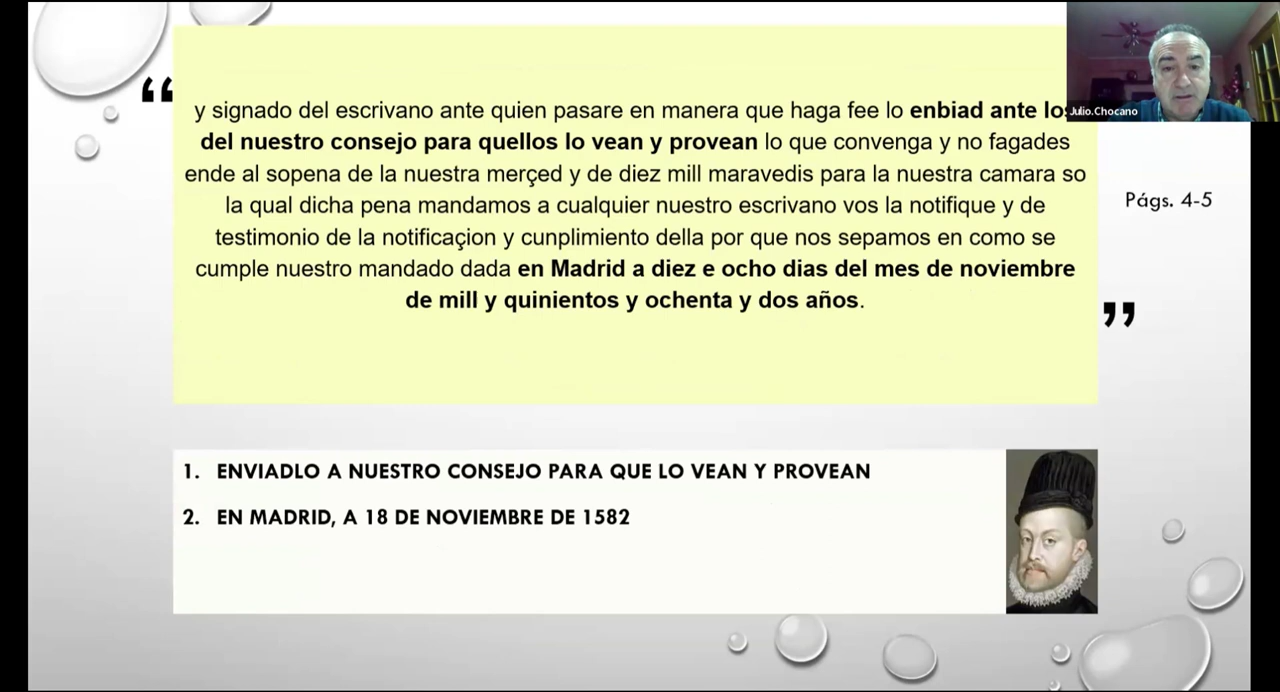 “
y signado del escrivano ante quien pasare en manera que haga fee lo enbiad ante los
del nuestro consejo para quellos lo vean y provean lo que convenga y no fagades
ende al sopena de la nuestra merçed y de diez mill maravedis para la nuestra camara so
la qual dicha pena mandamos a cualquier nuestro escrivano vos la notifique y de
testimonio de la notificaçion y cunplimiento della por que nos sepamos en como se
cumple nuestro mandado dada en Madrid a diez e ocho dias del mes de noviembre
de mill y quinientos y ochenta y dos años.
”
Julio.Chocano
Págs. 4-5
1. ENVIADLO A NUESTRO CONSEJO PARA QUE LO VEAN Y PROVEAN
2. EN MADRID, A 18 DE NOVIEMBRE DE 1582